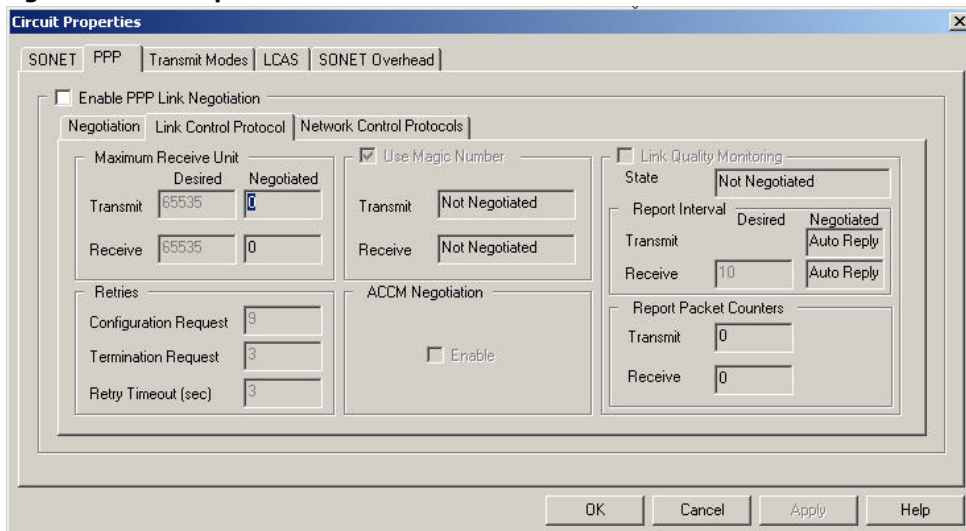 Circuit Properties
SONET PPP Transmit Modes LCAS SONET Overhead
Enable PPP Link Negotiation
Negotiation Link Control Protocol Network Control Protocols
Maximum Receive Unit
Desired Negotiated
Transmit 65535 0
Receive 65535 0
Use Magic Number
Transmit Not Negotiated
Receive Not Negotiated
Link Quality Monitoring
State Not Negotiated
Report Interval
Desired Negotiated
Transmit Auto Reply
Receive 10 Auto Reply
Retries
Configuration Request 9
Termination Request 3
Retry Timeout (sec) 3
ACCM Negotiation
Enable
Report Packet Counters
Transmit 0
Receive 0
OK Cancel Apply Help